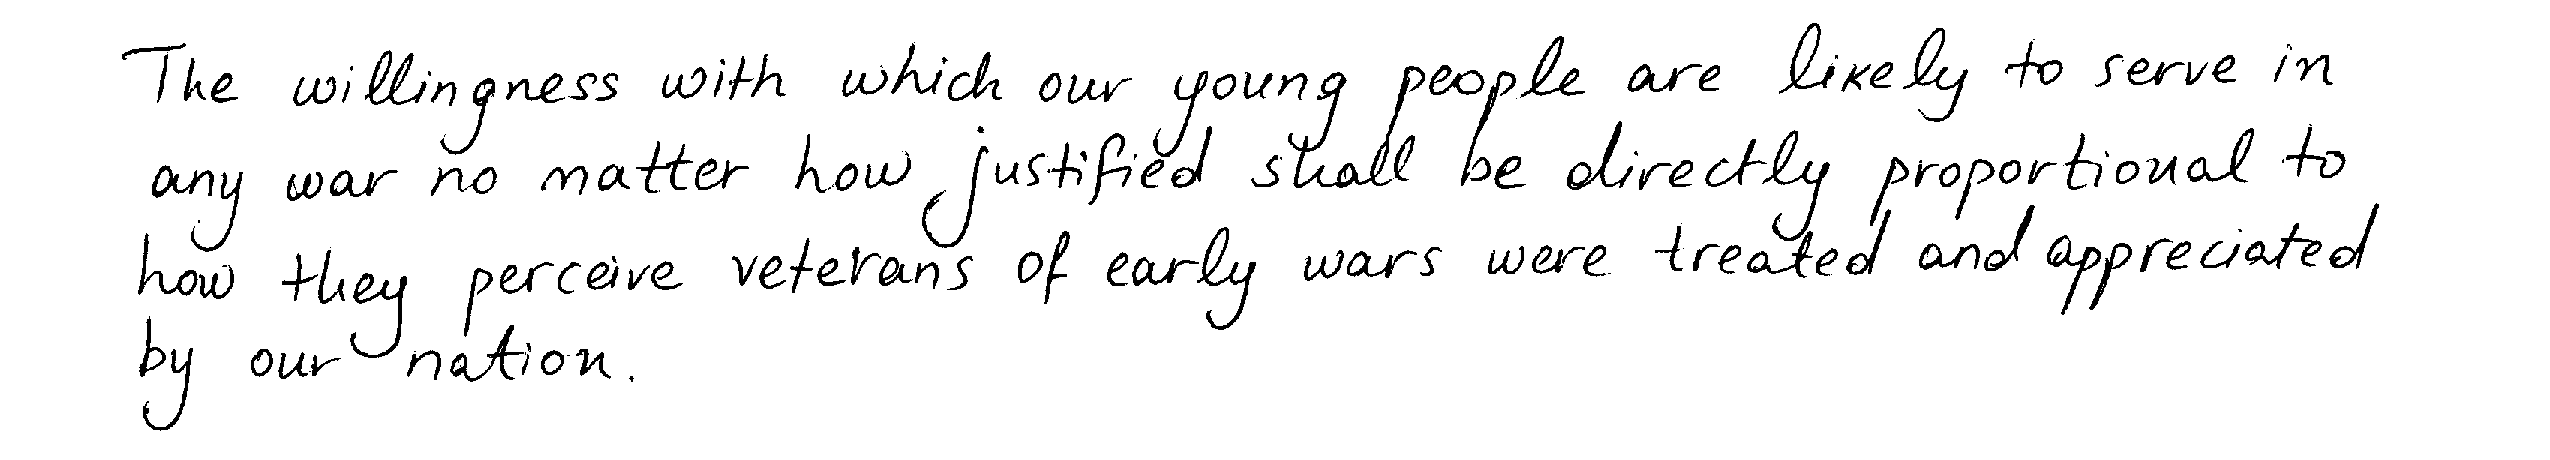 The willingness with which our young people are likely to serve in
any war no matter how justified shall be directly proportional to
how they perceive veterans of early wars were treated and appreciated
by our nation.